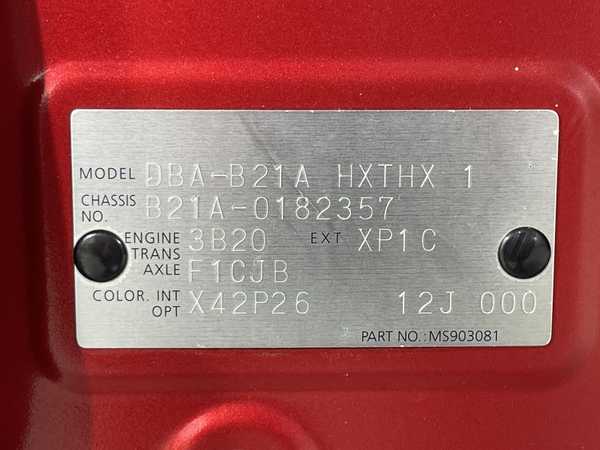 MODEL DBA-B21A HXTHX 1
CHASSIS NO. B21A-0182357
ENGINE 3B20 EXT XP1C
TRANS AXLE F1CJB
COLOR. INT OPT X42P26 12J 000
PART NO.:MS903081